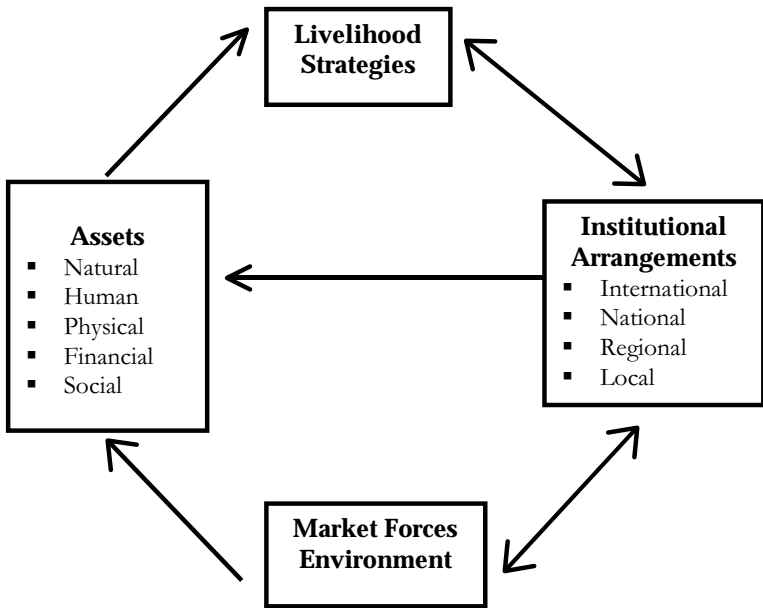 Livelihood
Strategies
Assets
▪ Natural
▪ Human
▪ Physical
▪ Financial
▪ Social
Institutional
Arrangements
▪ International
▪ National
▪ Regional
▪ Local
Market Forces
Environment